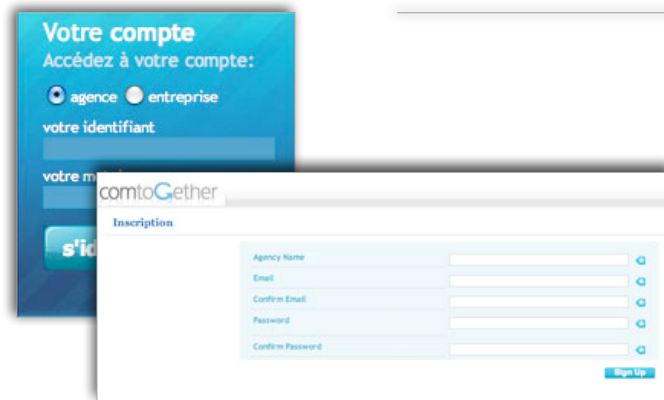 Votre compte
Accédez à votre compte:
agence entreprise
votre identifiant
votre
comtoGether
Inscription
Agency Name
Email
Confirm Email
Password
Confirm Password
Sign Up